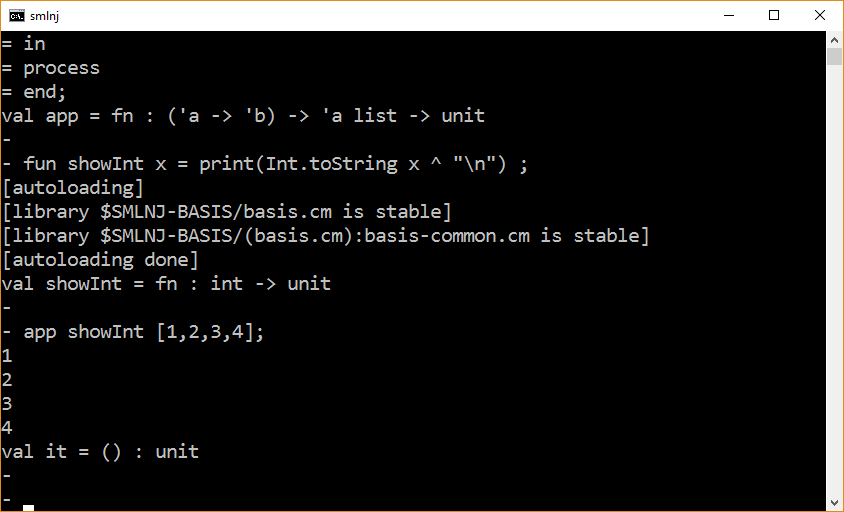 smlnj
= in
= process
= end;
val app = fn : ('a -> 'b) -> 'a list -> unit
-
- fun showInt x = print(Int.toString x ^ "\n") ;
[autoloading]
[library $SMLNJ-BASIS/basis.cm is stable]
[library $SMLNJ-BASIS/(basis.cm):basis-common.cm is stable]
[autoloading done]
val showInt = fn : int -> unit
-
- app showInt [1,2,3,4];
1
2
3
4
val it = () : unit
-
-